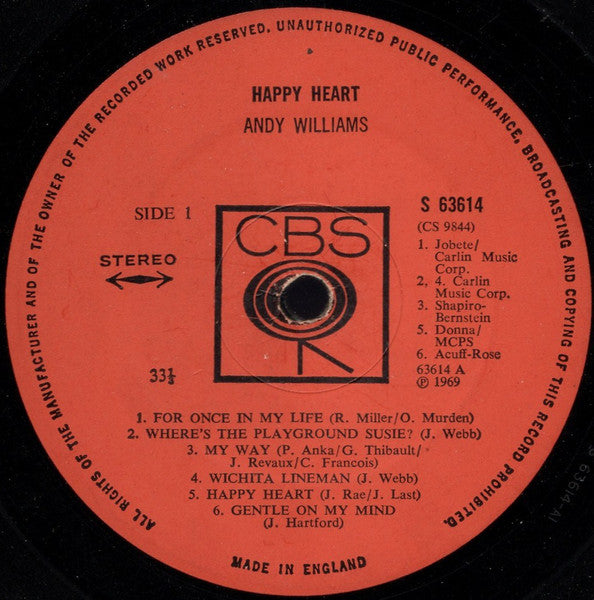 ALL RIGHTS OF THE MANUFACTURER AND OF THE OWNER OF THE RECORDED WORK RESERVED. UNAUTHORIZED PUBLIC PERFORMANCE, BROADCASTING AND COPYING OF THIS RECORD PROHIBITED.
HAPPY HEART
ANDY WILLIAMS
SIDE 1
STEREO
33⅓
CBS
S 63614
(CS 9844)
1. Jobete/
Carlin Music
Corp.
2, 4. Carlin
Music Corp.
3. Shapiro-
Bernstein
5. Donna/
MCPS
6. Acuff-Rose
63614 A
℗ 1969
1. FOR ONCE IN MY LIFE (R. Miller/O. Murden)
2. WHERE'S THE PLAYGROUND SUSIE? (J. Webb)
3. MY WAY (P. Anka/G. Thibault/
J. Revaux/C. Francois)
4. WICHITA LINEMAN (J. Webb)
5. HAPPY HEART (J. Rae/J. Last)
6. GENTLE ON MY MIND
(J. Hartford)
MADE IN ENGLAND